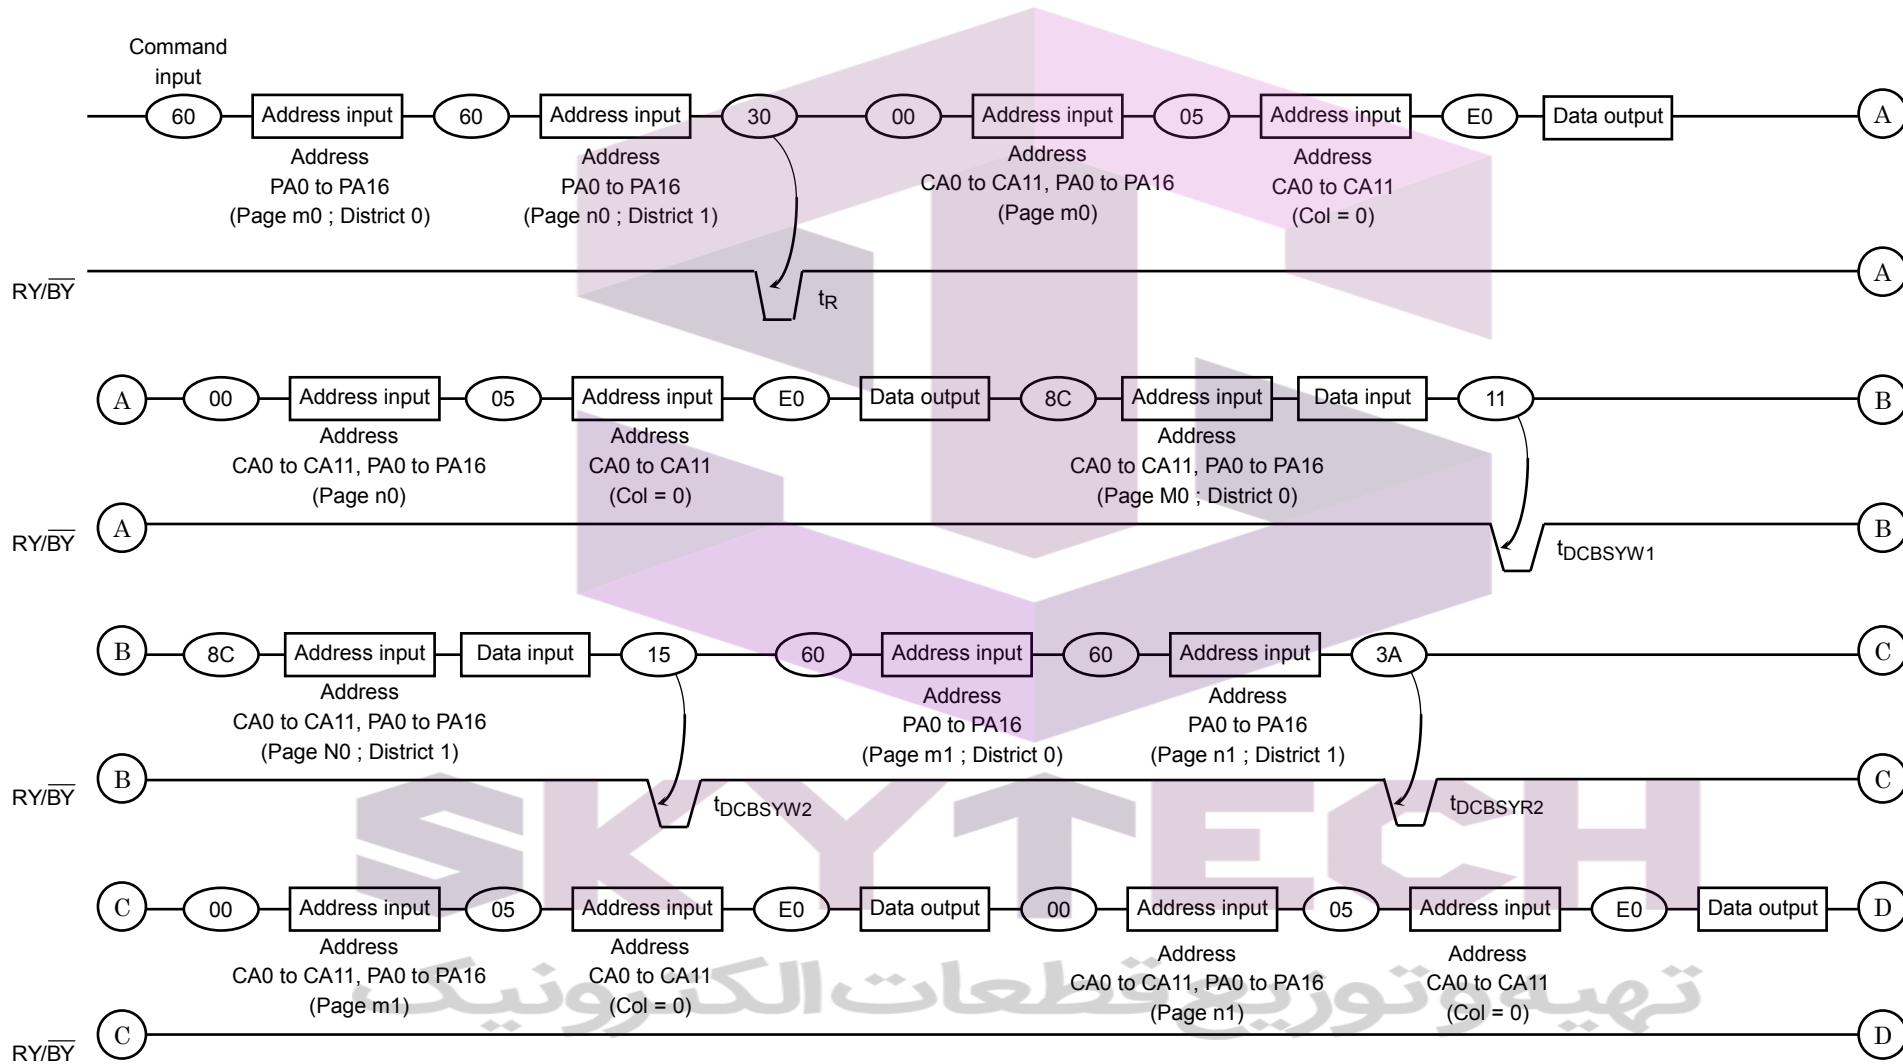 Command
input
60 Address input 60 Address input 30 00 Address input 05 Address input E0 Data output A
Address
PA0 to PA16
(Page m0 ; District 0)
Address
PA0 to PA16
(Page n0 ; District 1)
Address
CA0 to CA11, PA0 to PA16
(Page m0)
Address
CA0 to CA11
(Col = 0)
RY/BY A
tR
A 00 Address input 05 Address input E0 Data output 8C Address input Data input 11 B
Address
CA0 to CA11, PA0 to PA16
(Page n0)
Address
CA0 to CA11
(Col = 0)
Address
CA0 to CA11, PA0 to PA16
(Page M0 ; District 0)
RY/BY A B
tDCBSYW1
B 8C Address input Data input 15 60 Address input 60 Address input 3A C
Address
CA0 to CA11, PA0 to PA16
(Page N0 ; District 1)
Address
PA0 to PA16
(Page m1 ; District 0)
Address
PA0 to PA16
(Page n1 ; District 1)
RY/BY B C
tDCBSYW2
tDCBSYR2
SKYTECH
C 00 Address input 05 Address input E0 Data output 00 Address input 05 Address input E0 Data output D
Address
CA0 to CA11, PA0 to PA16
(Page m1)
Address
CA0 to CA11
(Col = 0)
Address
CA0 to CA11, PA0 to PA16
(Page n1)
Address
CA0 to CA11
(Col = 0)
تهیه و توزیع قطعات الکترونیک
RY/BY C D